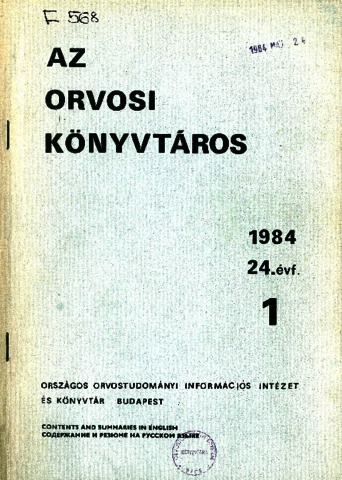 F 568
1984 MÁJ 24
AZ
ORVOSI
KÖNYVTÁROS
1984
24.évf.
1
ORSZÁGOS ORVOSTUDOMÁNYI INFORMÁCIÓS INTÉZET
ÉS KÖNYVTÁR BUDAPEST
CONTENTS AND SUMMARIES IN ENGLISH
СОДЕРЖАНИЕ И РЕЗЮМЕ НА РУССКОМ ЯЗЫКЕ